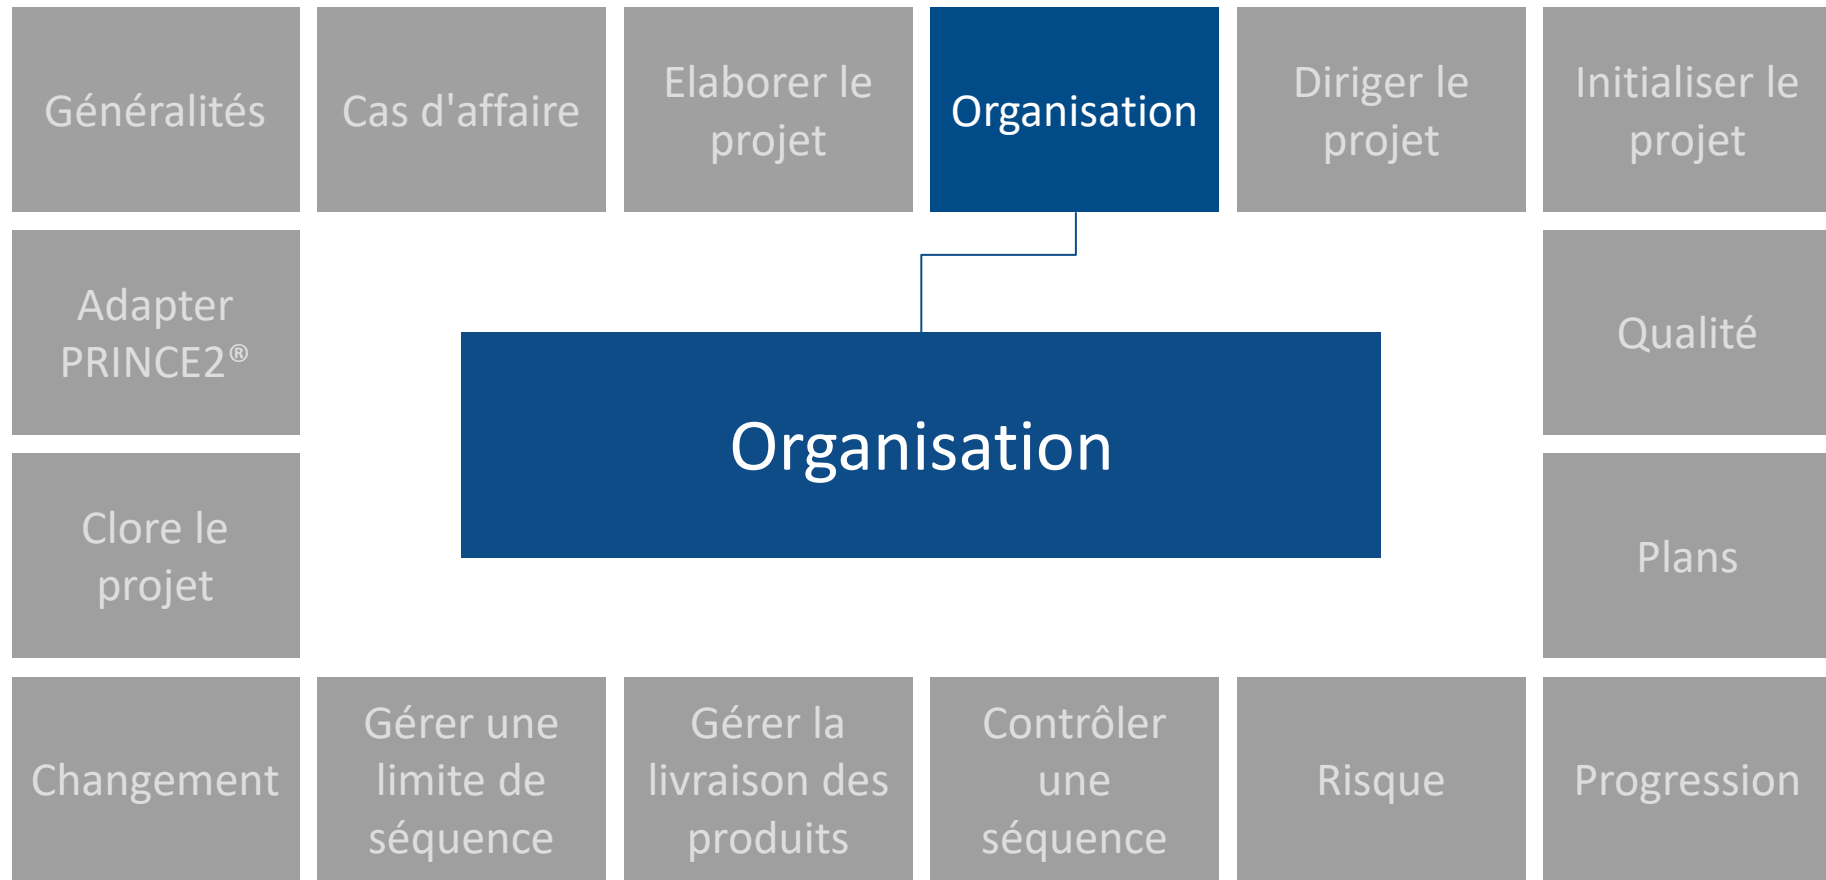 Généralités
Cas d'affaire
Elaborer le
projet
Organisation
Diriger le
projet
Initialiser le
projet
Adapter
PRINCE2®
Qualité
Organisation
Clore le
projet
Plans
Changement
Gérer une
limite de
séquence
Gérer la
livraison des
produits
Contrôler
une
séquence
Risque
Progression